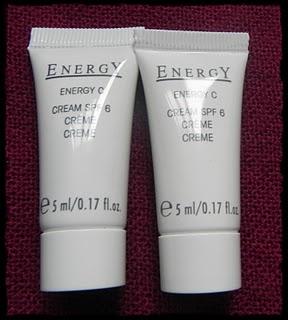 ENERGY
ENERGY C
CREAM SPF 6
CRÈME
CREME
e 5 ml/0.17 fl.oz.
ENERGY
ENERGY C
CREAM SPF 6
CRÈME
CREME
e 5 ml/0.17 fl.oz.